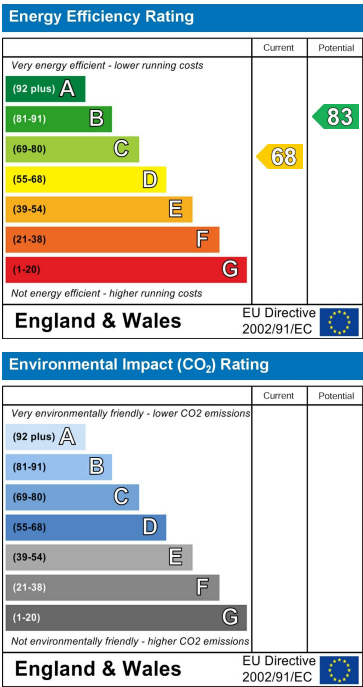 Energy Efficiency Rating
Current Potential
Very energy efficient - lower running costs
(92 plus) A
(81-91) B
83
(69-80) C
68
(55-68) D
(39-54) E
(21-38) F
(1-20) G
Not energy efficient - higher running costs
England & Wales
EU Directive
2002/91/EC
Environmental Impact (CO₂) Rating
Current Potential
Very environmentally friendly - lower CO2 emissions
(92 plus) A
(81-91) B
(69-80) C
(55-68) D
(39-54) E
(21-38) F
(1-20) G
Not environmentally friendly - higher CO2 emissions
England & Wales
EU Directive
2002/91/EC